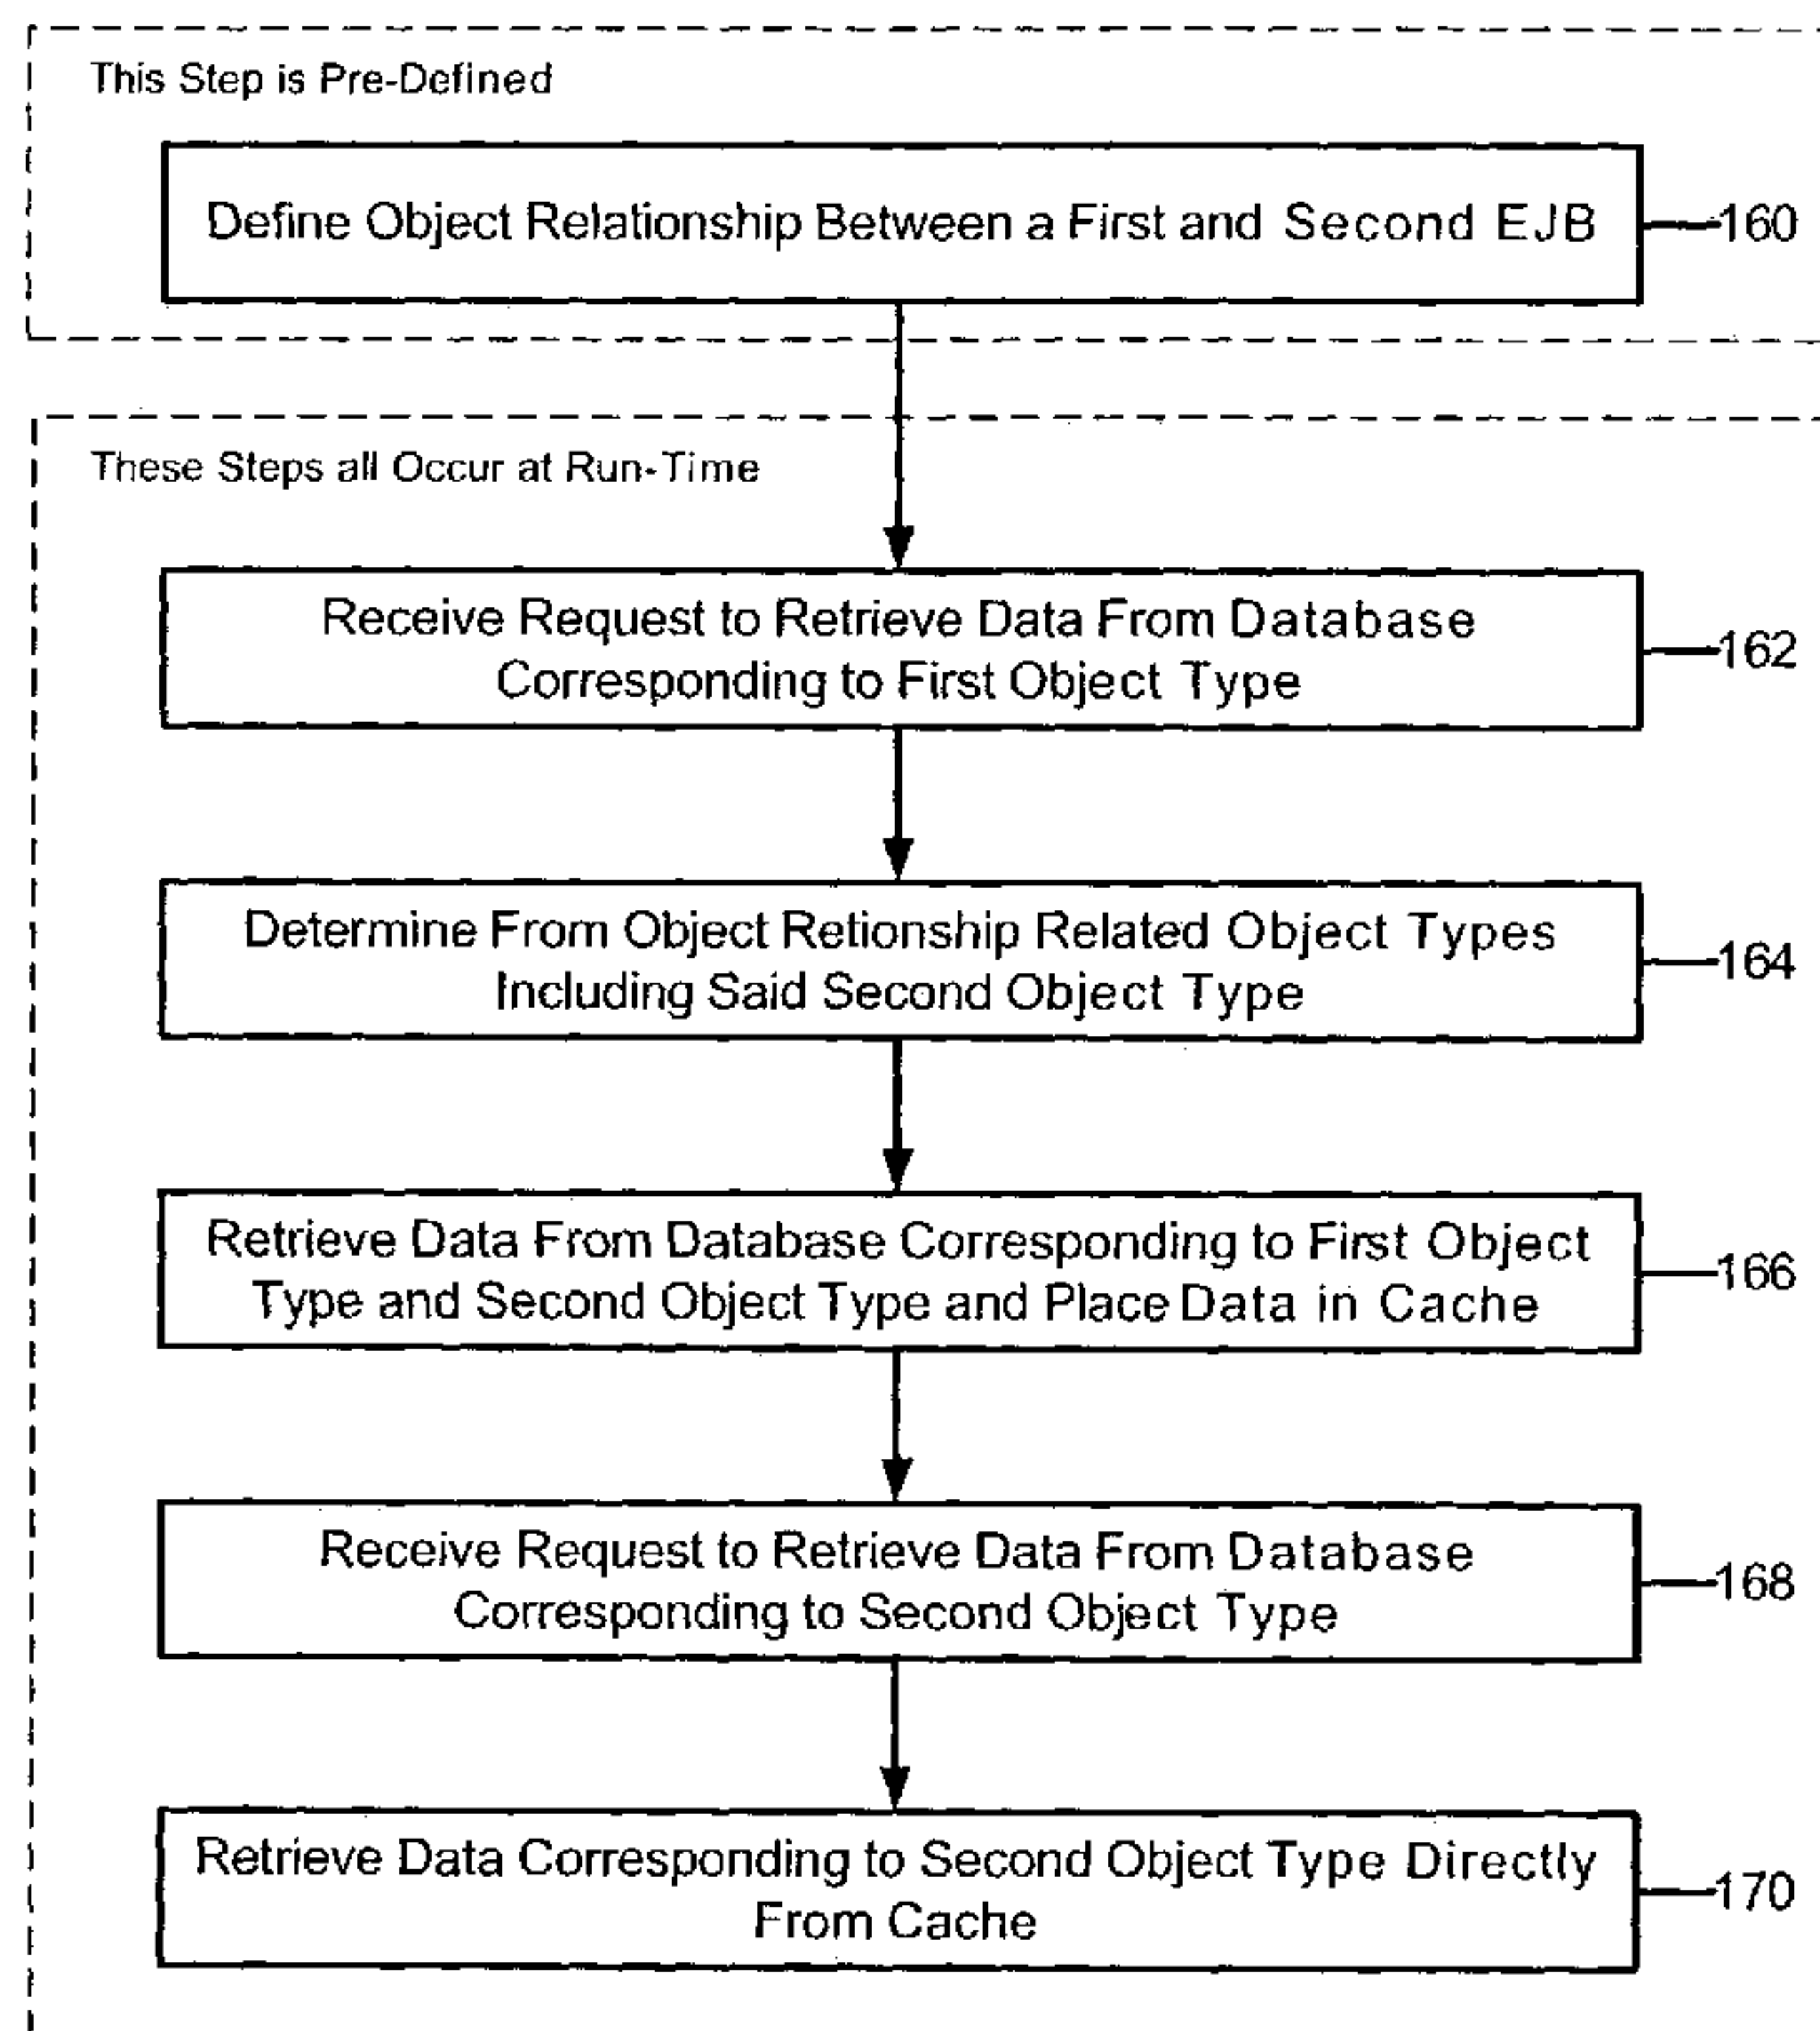 This Step is Pre-Defined
Define Object Relationship Between a First and Second EJB
160
These Steps all Occur at Run-Time
Receive Request to Retrieve Data From Database
Corresponding to First Object Type
162
Determine From Object Retionship Related Object Types
Including Said Second Object Type
164
Retrieve Data From Database Corresponding to First Object
Type and Second Object Type and Place Data in Cache
166
Receive Request to Retrieve Data From Database
Corresponding to Second Object Type
168
Retrieve Data Corresponding to Second Object Type Directly
From Cache
170